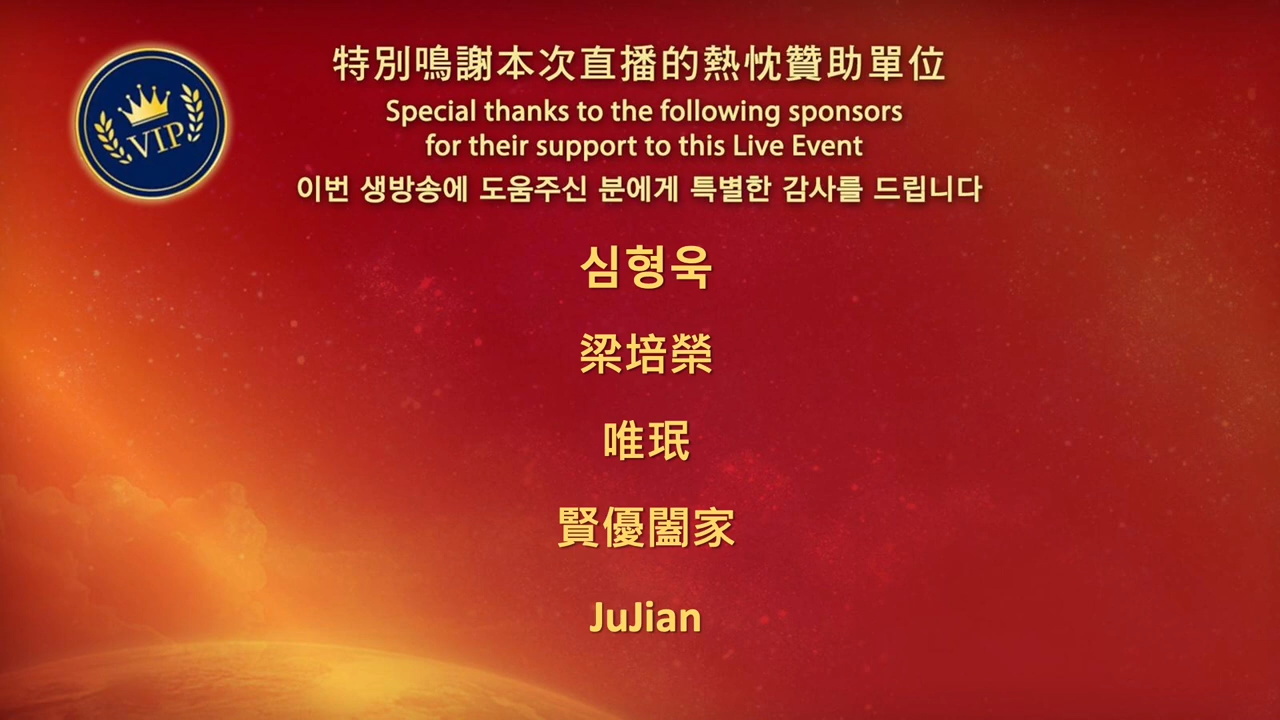 VIP
特別鳴謝本次直播的熱忱贊助單位
Special thanks to the following sponsors
for their support to this Live Event
이번 생방송에 도움주신 분에게 특별한 감사를 드립니다
심형욱
梁培榮
唯珉
賢優闔家
JuJian